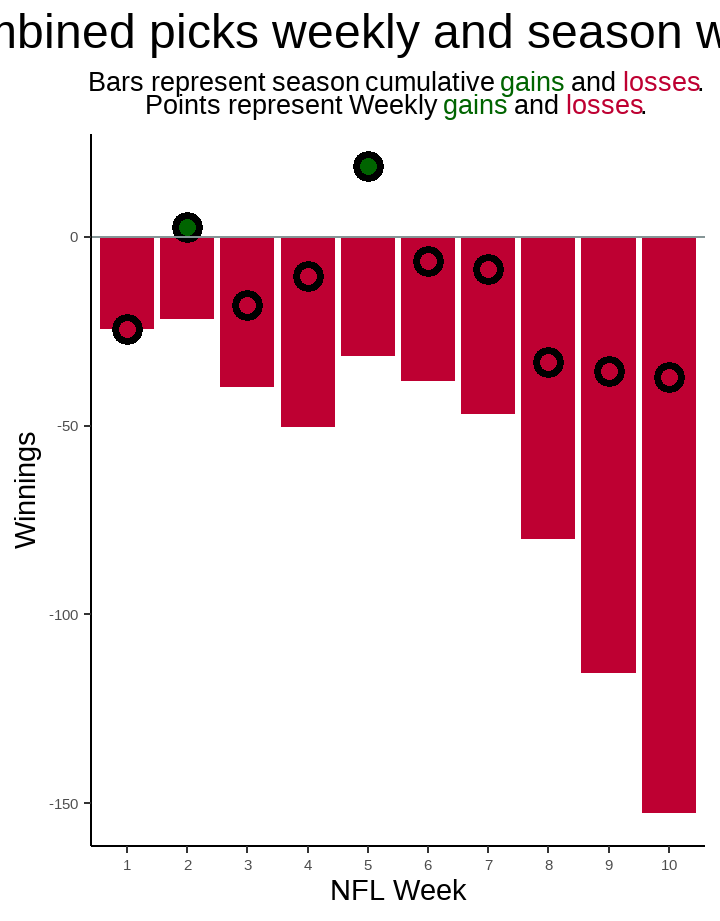 mbined picks weekly and season w
Bars represent season cumulative gains and losses.
Points represent Weekly gains and losses.
0
-50
-100
-150
Winnings
1 2 3 4 5 6 7 8 9 10
NFL Week